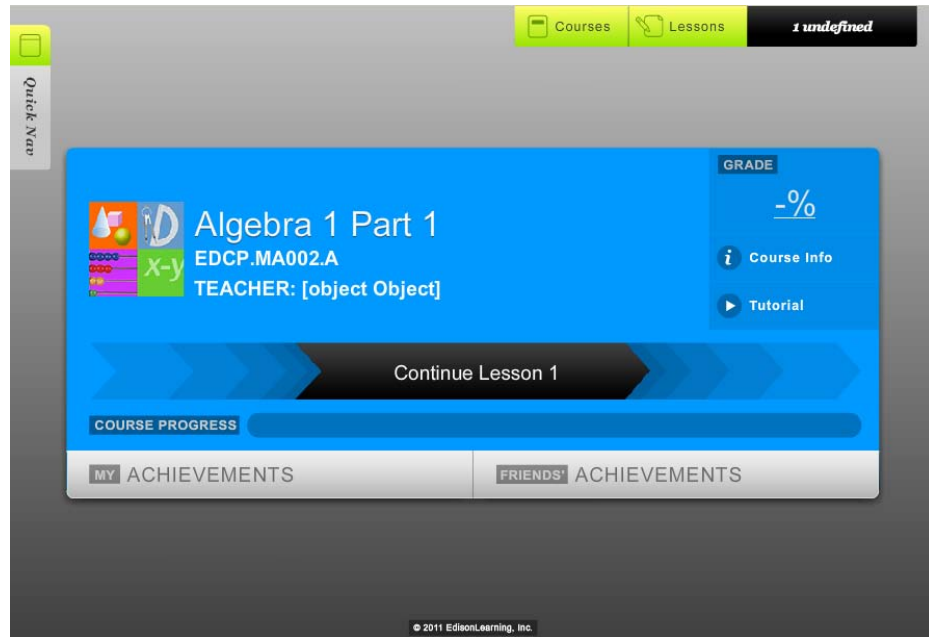 Courses
Lessons
1 undefined
Quick Nav
GRADE
-%
Algebra 1 Part 1
EDCP.MA002.A
TEACHER: [object Object]
x-y
Course Info
Tutorial
Continue Lesson 1
COURSE PROGRESS
MY ACHIEVEMENTS
FRIENDS' ACHIEVEMENTS
© 2011 EdisonLearning, Inc.